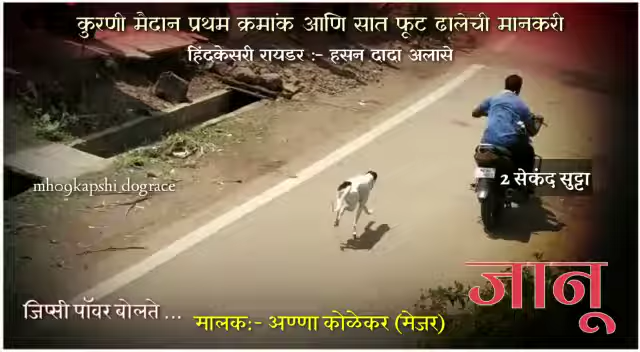 कुरणी मैदान प्रथम क्रमांक आणि सात फूट ढालेची मानकरी
हिंदकेसरी रायडर :- हसन दादा अलासे
mh09kapshi_dograce
2 सेकंद सुट्टा
जानू
जिप्सी पॉवर बोलते ...
मालक:- अण्णा कोळेकर (मेजर)